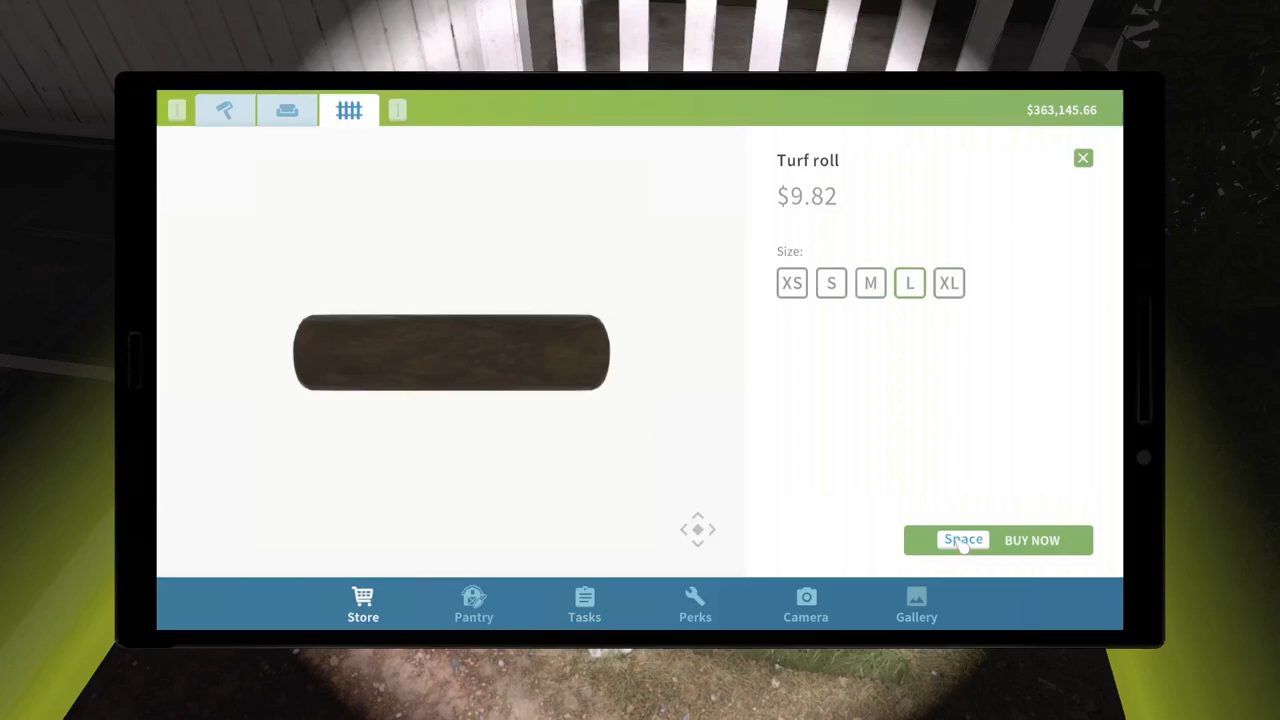 $363,145.66
Turf roll
$9.82
Size:
XS S M L XL
Space BUY NOW
Store Pantry Tasks Perks Camera Gallery